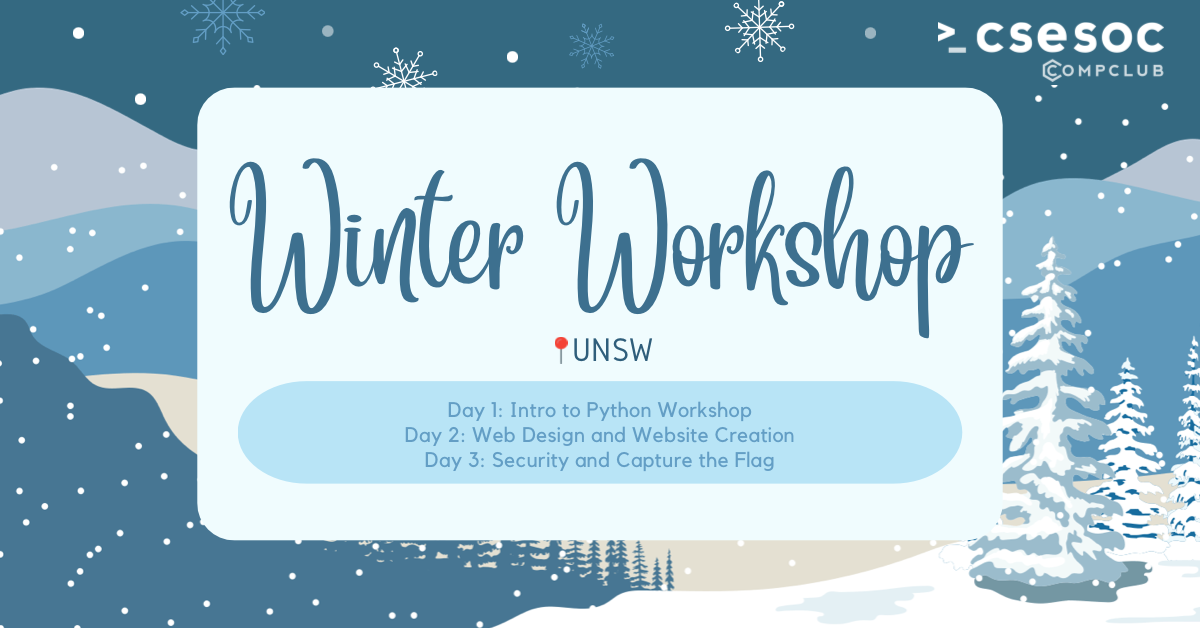 >_ csesoc
COMPCLUB
Winter Workshop
📍UNSW
Day 1: Intro to Python Workshop
Day 2: Web Design and Website Creation
Day 3: Security and Capture the Flag